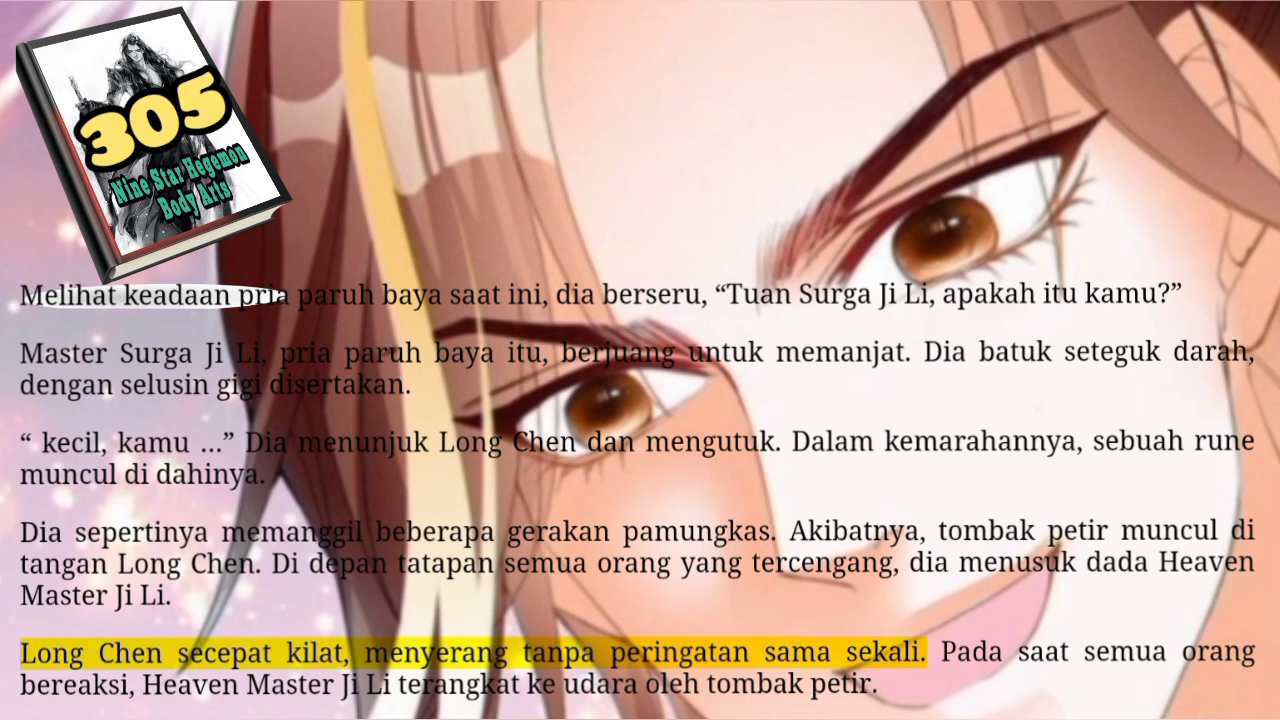 305
Nine Star Hegemon
Body Arts
Melihat keadaan pria paruh baya saat ini, dia berseru, “Tuan Surga Ji Li, apakah itu kamu?”
Master Surga Ji Li, pria paruh baya itu, berjuang untuk memanjat. Dia batuk seteguk darah,
dengan selusin gigi disertakan.
“ kecil, kamu ...” Dia menunjuk Long Chen dan mengutuk. Dalam kemarahannya, sebuah rune
muncul di dahinya.
Dia sepertinya memanggil beberapa gerakan pamungkas. Akibatnya, tombak petir muncul di
tangan Long Chen. Di depan tatapan semua orang yang tercengang, dia menusuk dada Heaven
Master Ji Li.
Long Chen secepat kilat, menyerang tanpa peringatan sama sekali. Pada saat semua orang
bereaksi, Heaven Master Ji Li terangkat ke udara oleh tombak petir.